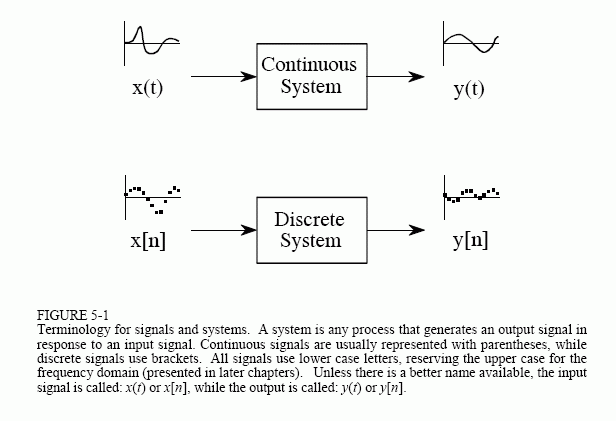 Continuous
System
x(t)
y(t)
Discrete
System
x[n]
y[n]
FIGURE 5-1
Terminology for signals and systems. A system is any process that generates an output signal in
response to an input signal. Continuous signals are usually represented with parentheses, while
discrete signals use brackets. All signals use lower case letters, reserving the upper case for the
frequency domain (presented in later chapters). Unless there is a better name available, the input
signal is called: x(t) or x[n], while the output is called: y(t) or y[n].